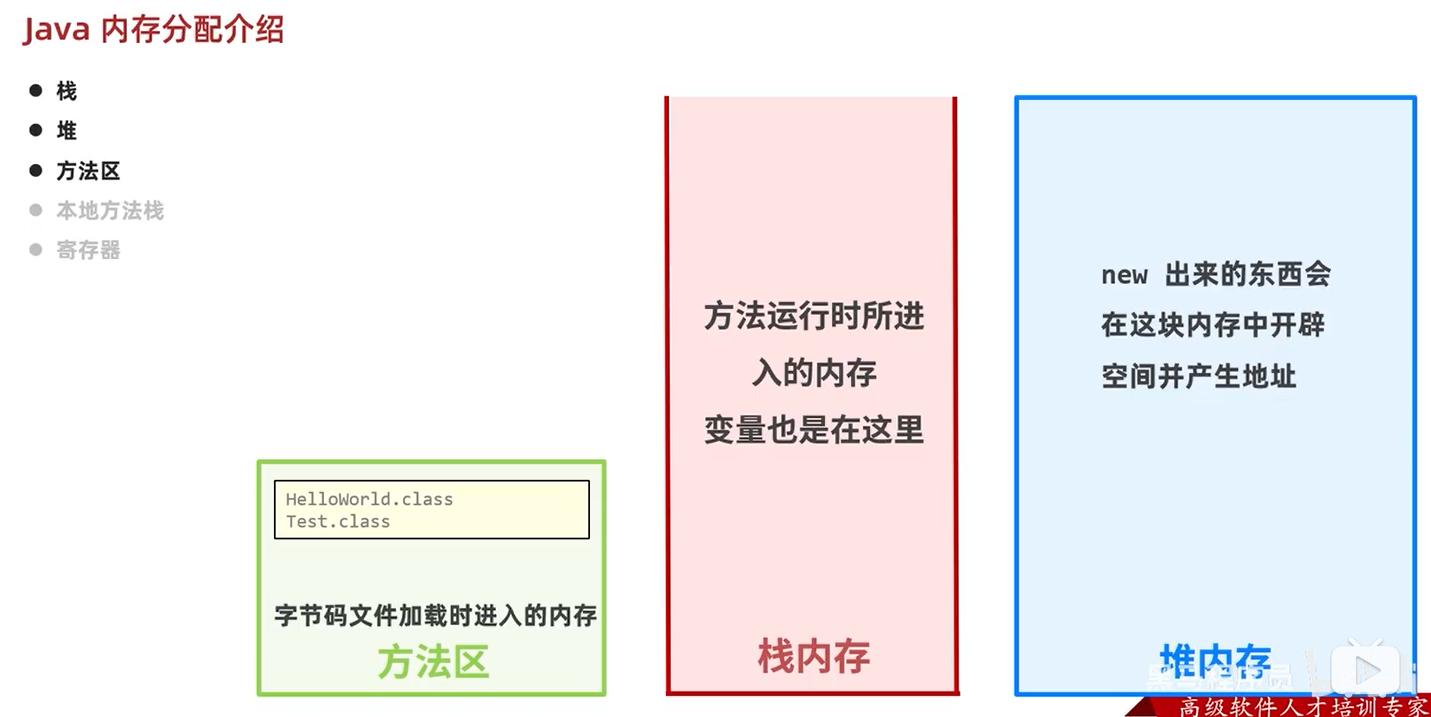 Java 内存分配介绍
栈
堆
方法区
本地方法栈
寄存器
HelloWorld.class
Test.class
字节码文件加载时进入的内存
方法区
方法运行时所进
入的内存
变量也是在这里
栈内存
new 出来的东西会
在这块内存中开辟
空间并产生地址
堆内存
黑马程序员
高级软件人才培训专家